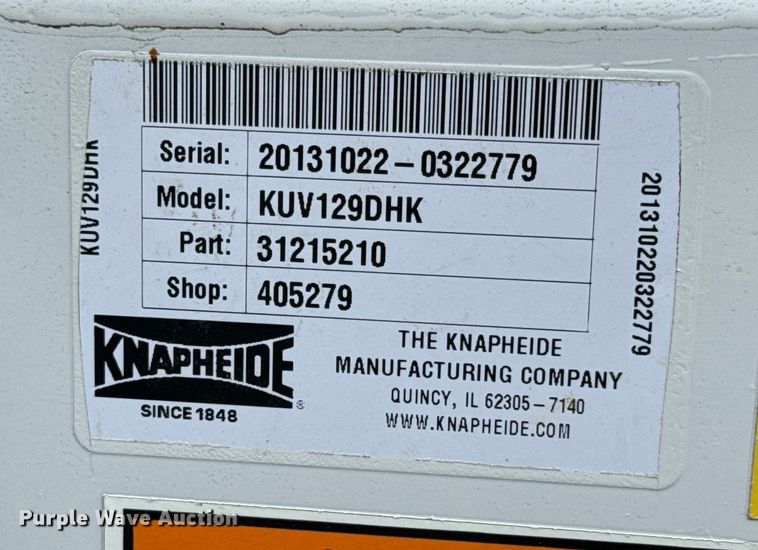 Serial: 20131022-0322779
Model: KUV129DHK
Part: 31215210
Shop: 405279
KUV129DHK
201310220322779
KNAPHEIDE
®
SINCE 1848
THE KNAPHEIDE
MANUFACTURING COMPANY
QUINCY, IL 62305-7140
WWW.KNAPHEIDE.COM
Purple Wave Auction